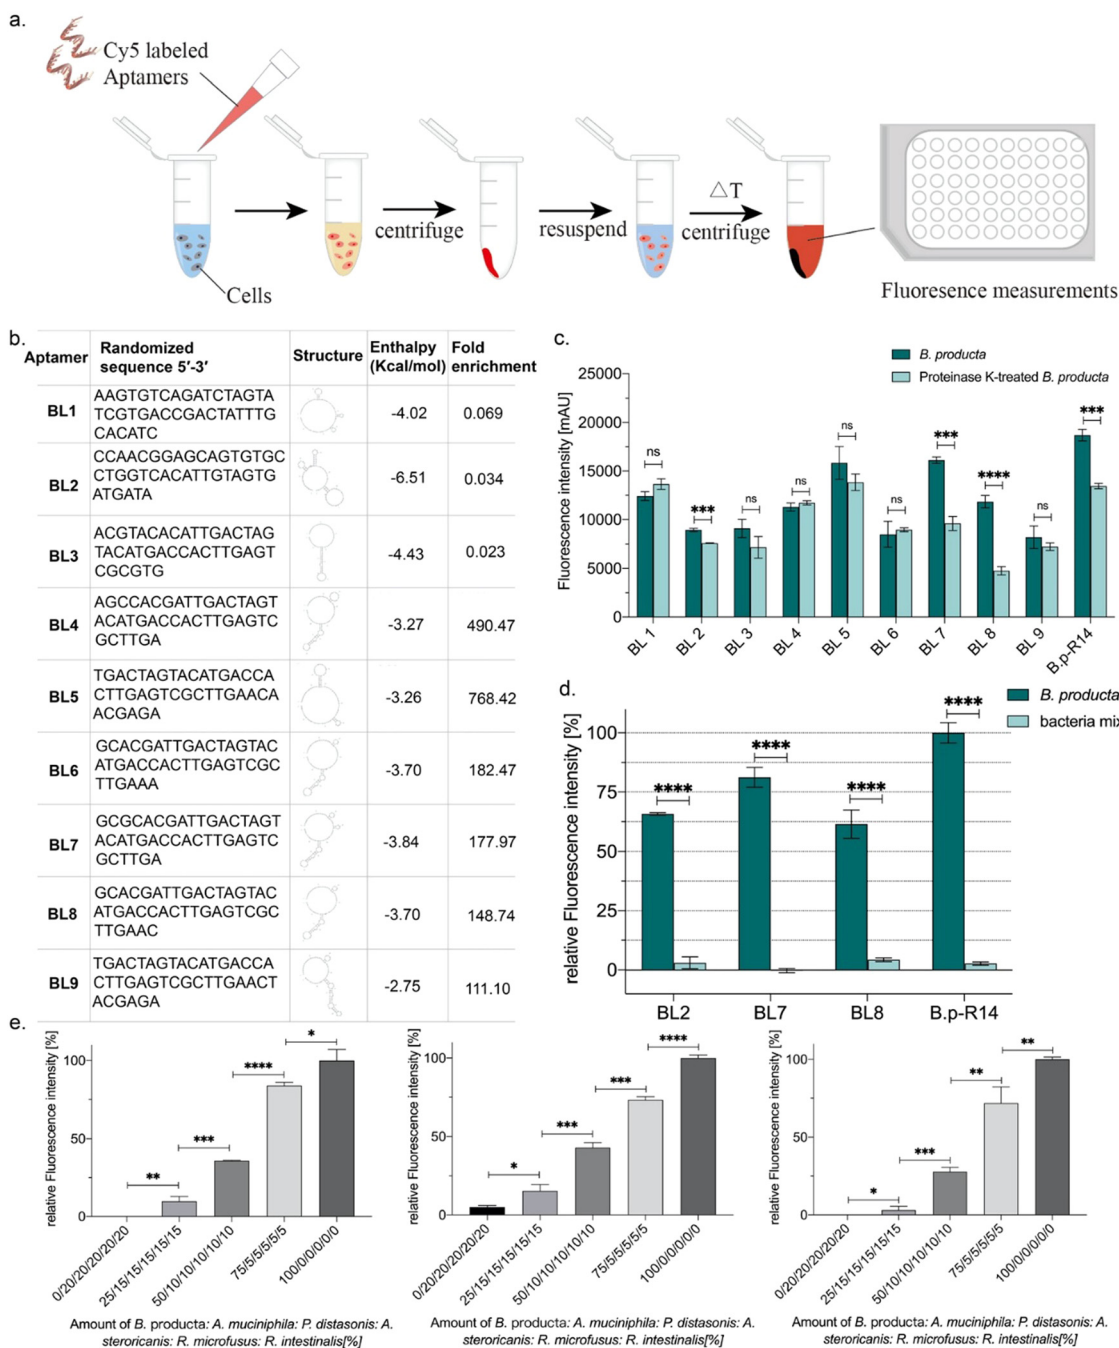 a.
Cy5 labeled
Aptamers
Cells
centrifuge
resuspend
△T
centrifuge
Fluoresence measurements
b.
Aptamer
Randomized
sequence 5′-3′
Structure
Enthalpy
(Kcal/mol)
Fold
enrichment
BL1
AAGTGTCAGATCTAGTA
TCGTGACCGACTATTTG
CACATC
-4.02
0.069
BL2
CCAACGGAGCAGTGTGC
CTGGTCACATTGTAGTG
ATGATA
-6.51
0.034
BL3
ACGTACACATTGACTAG
TACATGACCACTTGAGT
CGCGTG
-4.43
0.023
BL4
AGCCACGATTGACTAGT
ACATGACCACTTGAGTC
GCTTGA
-3.27
490.47
BL5
TGACTAGTACATGACCA
CTTGAGTCGCTTGAACA
ACGAGA
-3.26
768.42
BL6
GCACGATTGACTAGTAC
ATGACCACTTGAGTCGC
TTGAAA
-3.70
182.47
BL7
GCGCACGATTGACTAGT
ACATGACCACTTGAGTC
GCTTGA
-3.84
177.97
BL8
GCACGATTGACTAGTAC
ATGACCACTTGAGTCGC
TTGAAC
-3.70
148.74
BL9
TGACTAGTACATGACCA
CTTGAGTCGCTTGAACT
ACGAGA
-2.75
111.10
c.
B. producta
Proteinase K-treated B. producta
Fluorescence intensity [mAU]
25000
20000
15000
10000
5000
0
ns
***
ns
ns
ns
ns
***
****
ns
***
BL 1
BL 2
BL 3
BL 4
BL 5
BL 6
BL 7
BL 8
BL 9
B.p-R14
d.
B. producta
bacteria mix
relative Fluorescence intensity [%]
100
75
50
25
0
****
****
****
****
BL2
BL7
BL8
B.p-R14
e.
relative Fluorescence intensity [%]
100
50
0
**
***
****
*
0/20/20/20/20/20
25/15/15/15/15/15
50/10/10/10/10/10
75/5/5/5/5/5
100/0/0/0/0/0
Amount of B. producta: A. muciniphila: P. distasonis: A.
steroricanis: R. microfusus: R. intestinalis[%]
relative Fluorescence intensity [%]
100
50
0
*
***
***
****
0/20/20/20/20/20
25/15/15/15/15/15
50/10/10/10/10/10
75/5/5/5/5/5
100/0/0/0/0/0
Amount of B. producta: A. muciniphila: P. distasonis: A.
steroricanis: R. microfusus: R. intestinalis[%]
relative Fluorescence intensity [%]
100
50
0
*
***
**
**
0/20/20/20/20/20
25/15/15/15/15/15
50/10/10/10/10/10
75/5/5/5/5/5
100/0/0/0/0/0
Amount of B. producta: A. muciniphila: P. distasonis: A.
steroricanis: R. microfusus: R. intestinalis[%]